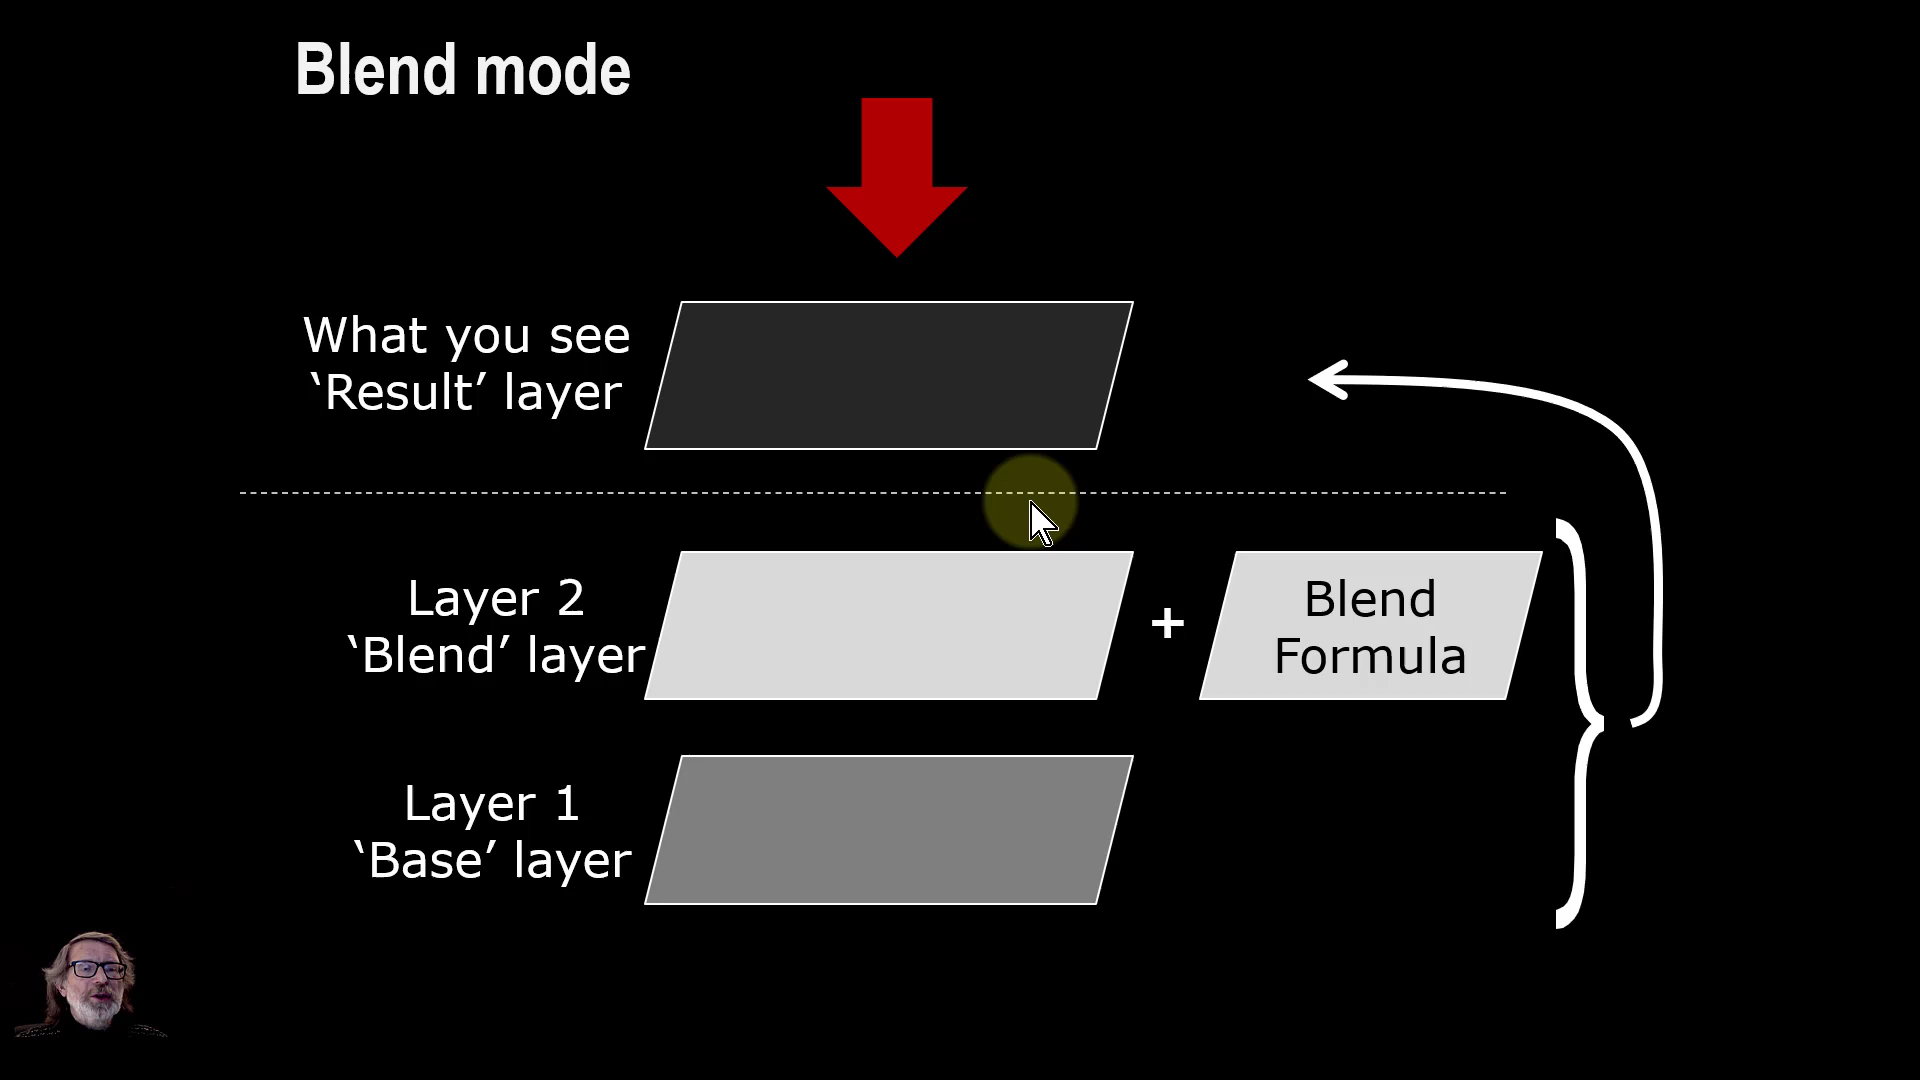 Blend mode
What you see
‘Result’ layer
Layer 2
‘Blend’ layer
+
Blend
Formula
Layer 1
‘Base’ layer